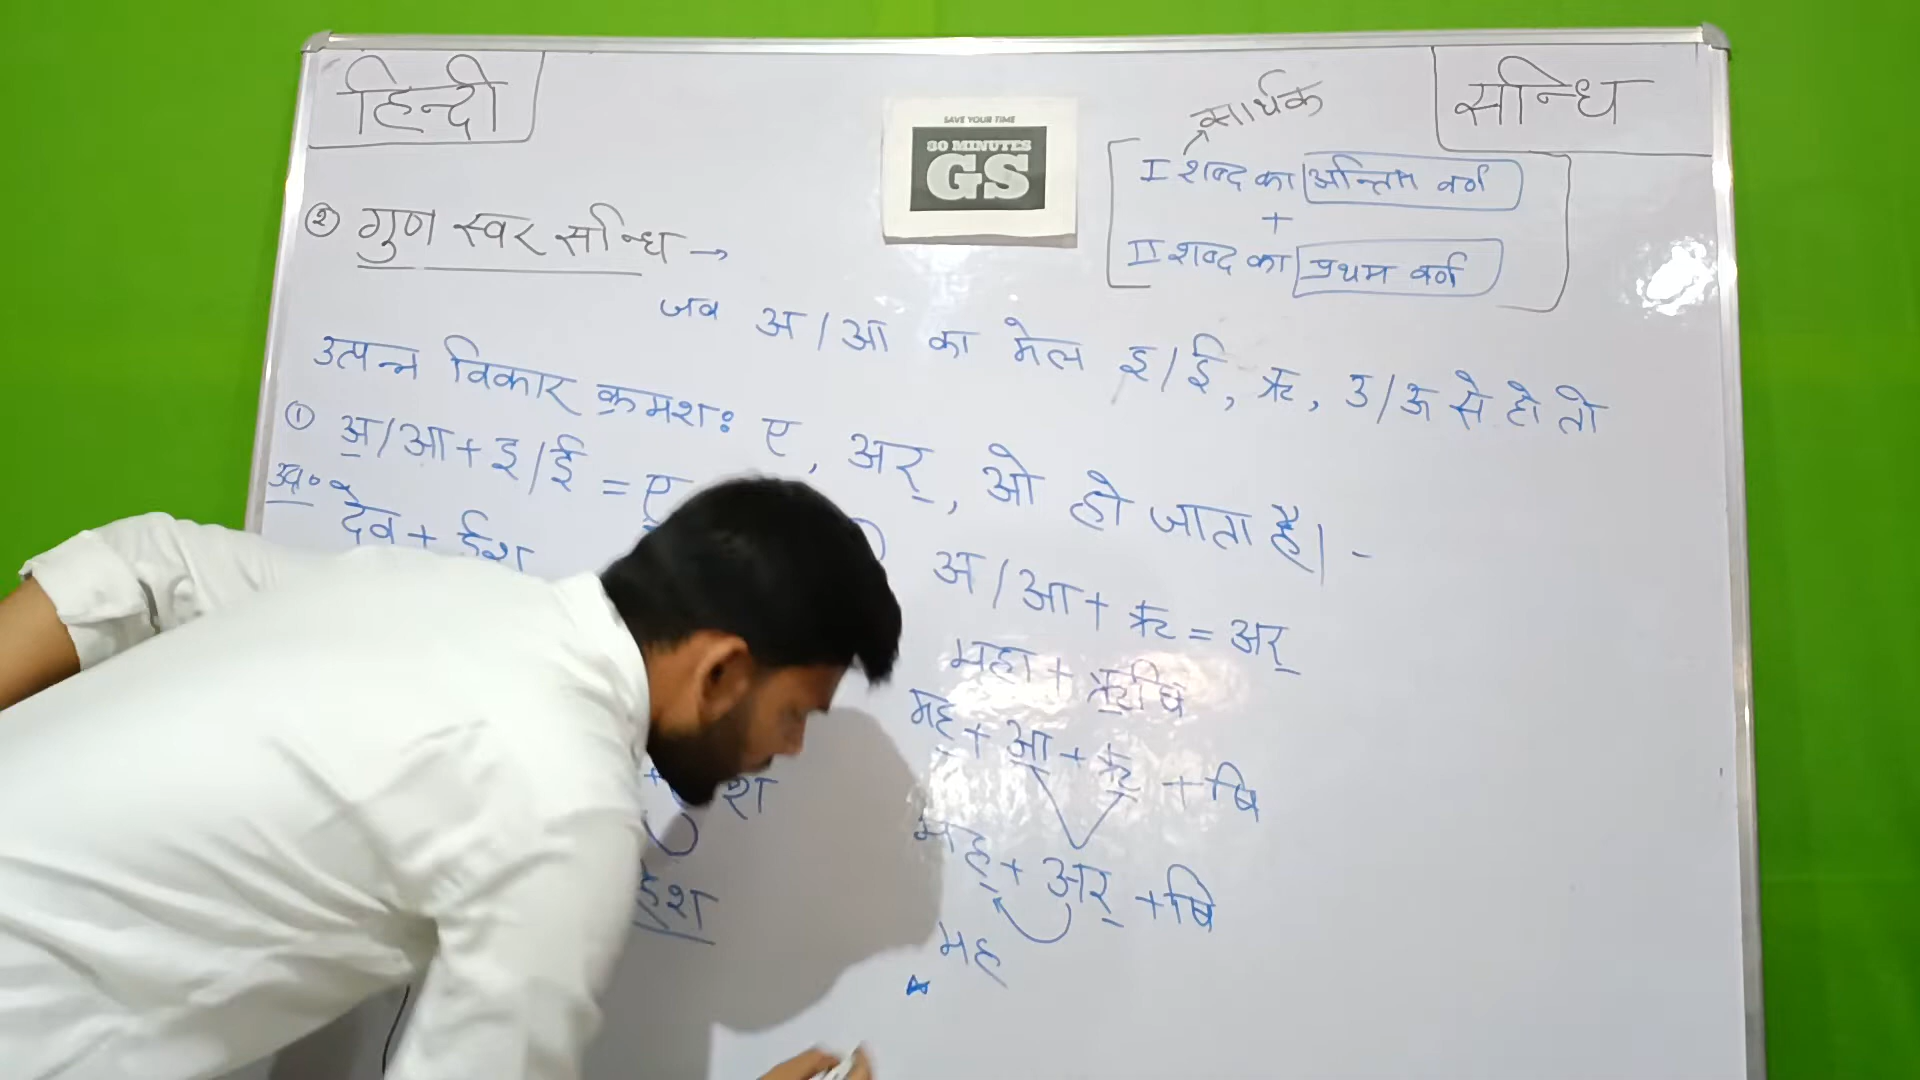 हिन्दी
सन्धि
SAVE YOUR TIME
30 MINUTES
GS
सार्थक
I शब्द का अन्तिम वर्ण
+
II शब्द का प्रथम वर्ण
② गुण स्वर सन्धि →
जब अ/आ का मेल इ/ई, ऋ, उ/ऊ से हो तो
उत्पन्न विकार क्रमशः ए, अर्, ओ हो जाता है। -
① अ/आ + इ/ई = ए
उदा०
देव + ईश
श
हेश
अ/आ + ऋ = अर्
महा + ऋषि
मह् + आ + ऋ + षि
मह् + अर् + षि
मह